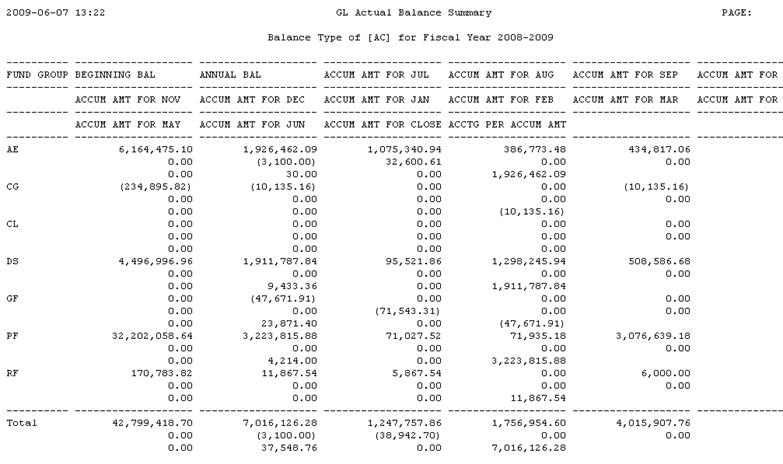 2009-06-07 13:22 GL Actual Balance Summary PAGE:
Balance Type of [AC] for Fiscal Year 2008-2009
FUND GROUP BEGINNING BAL ANNUAL BAL ACCUM AMT FOR JUL ACCUM AMT FOR AUG ACCUM AMT FOR SEP ACCUM AMT FOR
ACCUM AMT FOR NOV ACCUM AMT FOR DEC ACCUM AMT FOR JAN ACCUM AMT FOR FEB ACCUM AMT FOR MAR ACCUM AMT FOR
ACCUM AMT FOR MAY ACCUM AMT FOR JUN ACCUM AMT FOR CLOSE ACCTG PER ACCUM AMT
AE 6,164,475.10 1,926,462.09 1,075,340.94 386,773.48 434,817.06
0.00 (3,100.00) 32,600.61 0.00 0.00
0.00 30.00 0.00 1,926,462.09
CG (234,895.82) (10,135.16) 0.00 0.00 (10,135.16)
0.00 0.00 0.00 0.00 0.00
0.00 0.00 0.00 (10,135.16)
CL 0.00 0.00 0.00 0.00 0.00
0.00 0.00 0.00 0.00 0.00
0.00 0.00 0.00 0.00
DS 4,496,996.96 1,911,787.84 95,521.86 1,298,245.94 508,586.68
0.00 0.00 0.00 0.00 0.00
0.00 9,433.36 0.00 1,911,787.84
GF 0.00 (47,671.91) 0.00 0.00 0.00
0.00 0.00 (71,543.31) 0.00 0.00
0.00 23,871.40 0.00 (47,671.91)
PF 32,202,058.64 3,223,815.88 71,027.52 71,935.18 3,076,639.18
0.00 0.00 0.00 0.00 0.00
0.00 4,214.00 0.00 3,223,815.88
RF 170,783.82 11,867.54 5,867.54 0.00 6,000.00
0.00 0.00 0.00 0.00 0.00
0.00 0.00 0.00 11,867.54
Total 42,799,418.70 7,016,126.28 1,247,757.86 1,756,954.60 4,015,907.76
0.00 (3,100.00) (38,942.70) 0.00 0.00
0.00 37,548.76 0.00 7,016,126.28